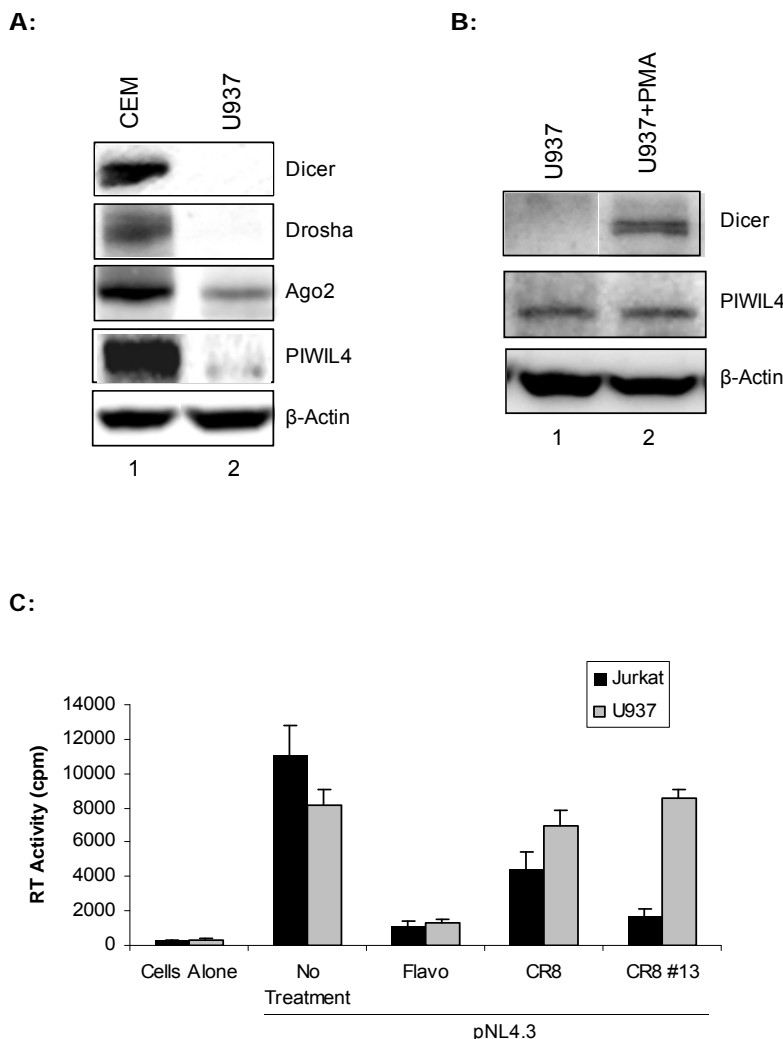 A:
CEM
U937
Dicer
Drosha
Ago2
PIWIL4
β-Actin
1 2
B:
U937
U937+PMA
Dicer
PIWIL4
β-Actin
1 2
C:
Jurkat
U937
RT Activity (cpm)
14000
12000
10000
8000
6000
4000
2000
0
Cells Alone No Treatment Flavo CR8 CR8 #13
pNL4.3